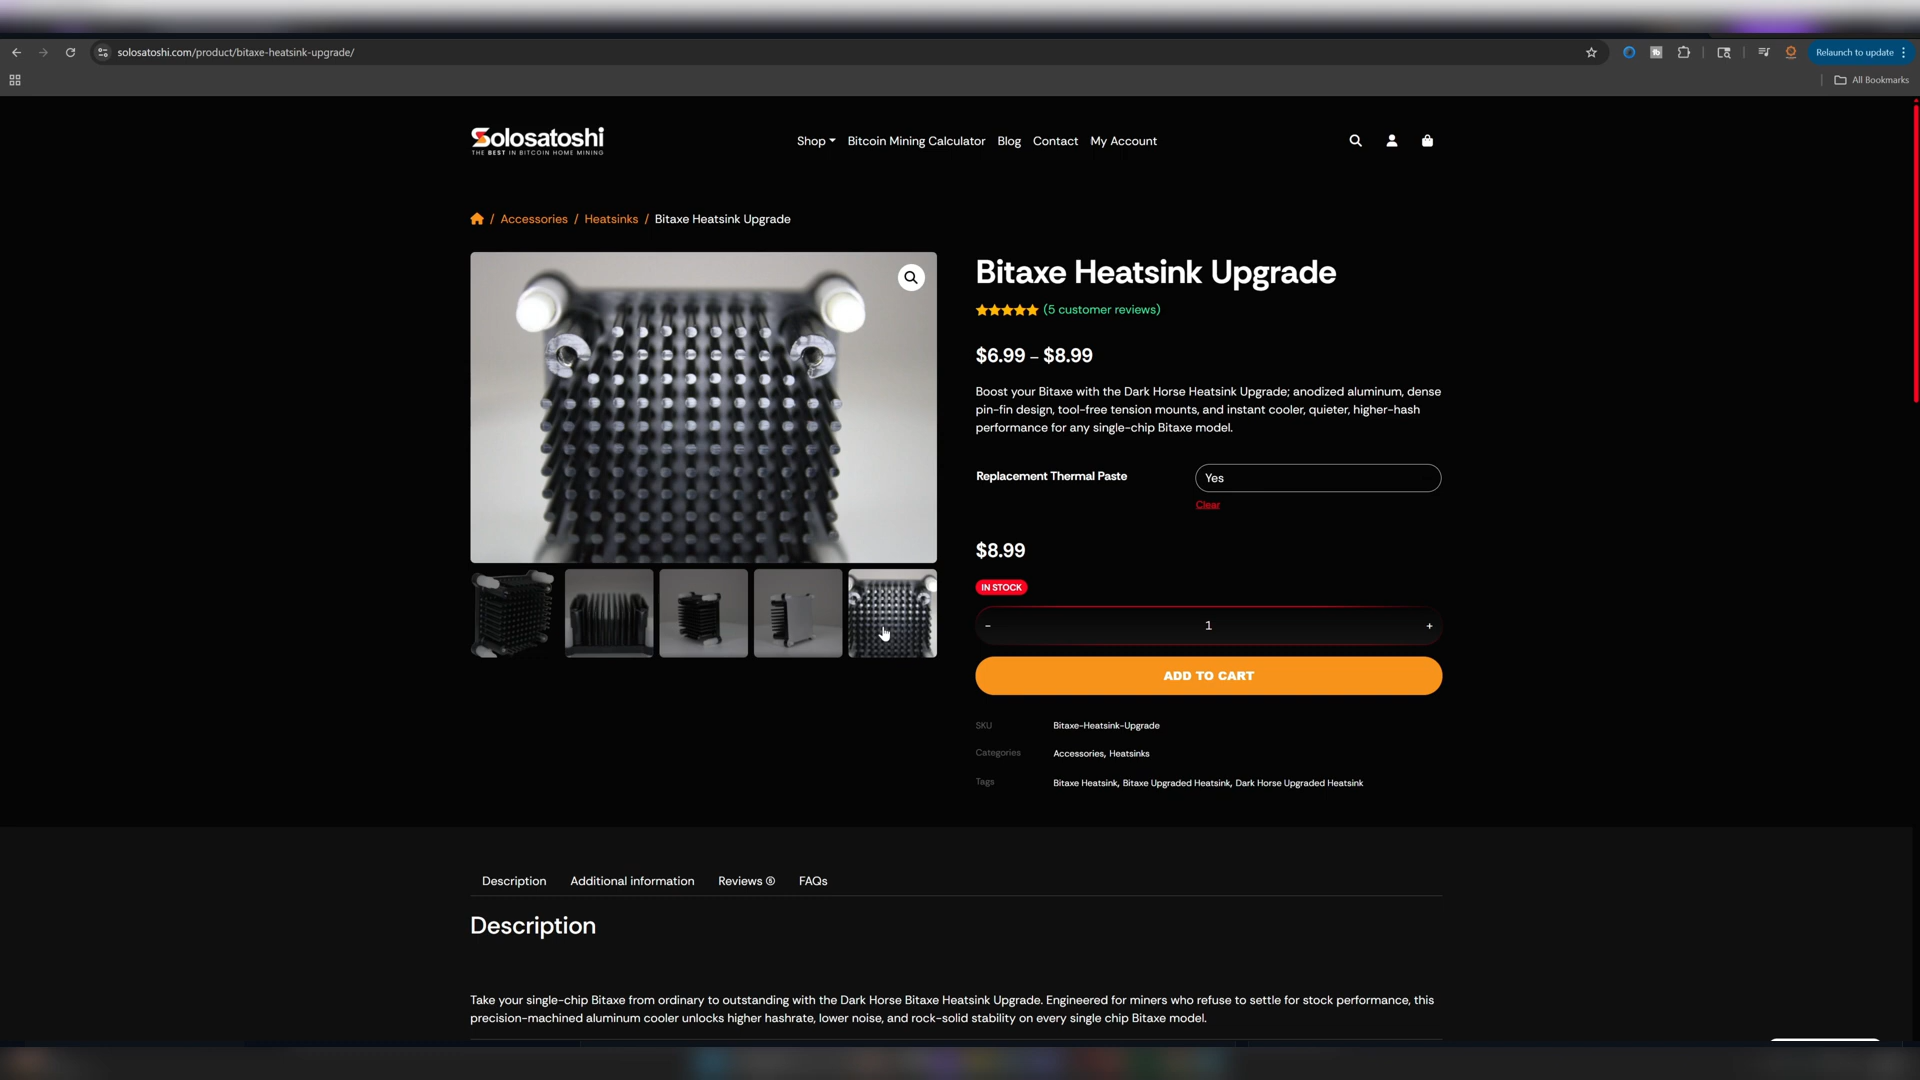 solosatoshi.com/product/bitaxe-heatsink-upgrade/
Relaunch to update
All Bookmarks
Solosatoshi
THE BEST IN BITCOIN HOME MINING
Shop
Bitcoin Mining Calculator
Blog
Contact
My Account
/ Accessories / Heatsinks / Bitaxe Heatsink Upgrade
Bitaxe Heatsink Upgrade
(5 customer reviews)
$6.99 – $8.99
Boost your Bitaxe with the Dark Horse Heatsink Upgrade; anodized aluminum, dense
pin-fin design, tool-free tension mounts, and instant cooler, quieter, higher-hash
performance for any single-chip Bitaxe model.
Replacement Thermal Paste
Yes
Clear
$8.99
IN STOCK
- 1 +
ADD TO CART
SKU Bitaxe-Heatsink-Upgrade
Categories Accessories, Heatsinks
Tags Bitaxe Heatsink, Bitaxe Upgraded Heatsink, Dark Horse Upgraded Heatsink
Description
Additional information
Reviews 5
FAQs
Description
Take your single-chip Bitaxe from ordinary to outstanding with the Dark Horse Bitaxe Heatsink Upgrade. Engineered for miners who refuse to settle for stock performance, this
precision-machined aluminum cooler unlocks higher hashrate, lower noise, and rock-solid stability on every single chip Bitaxe model.